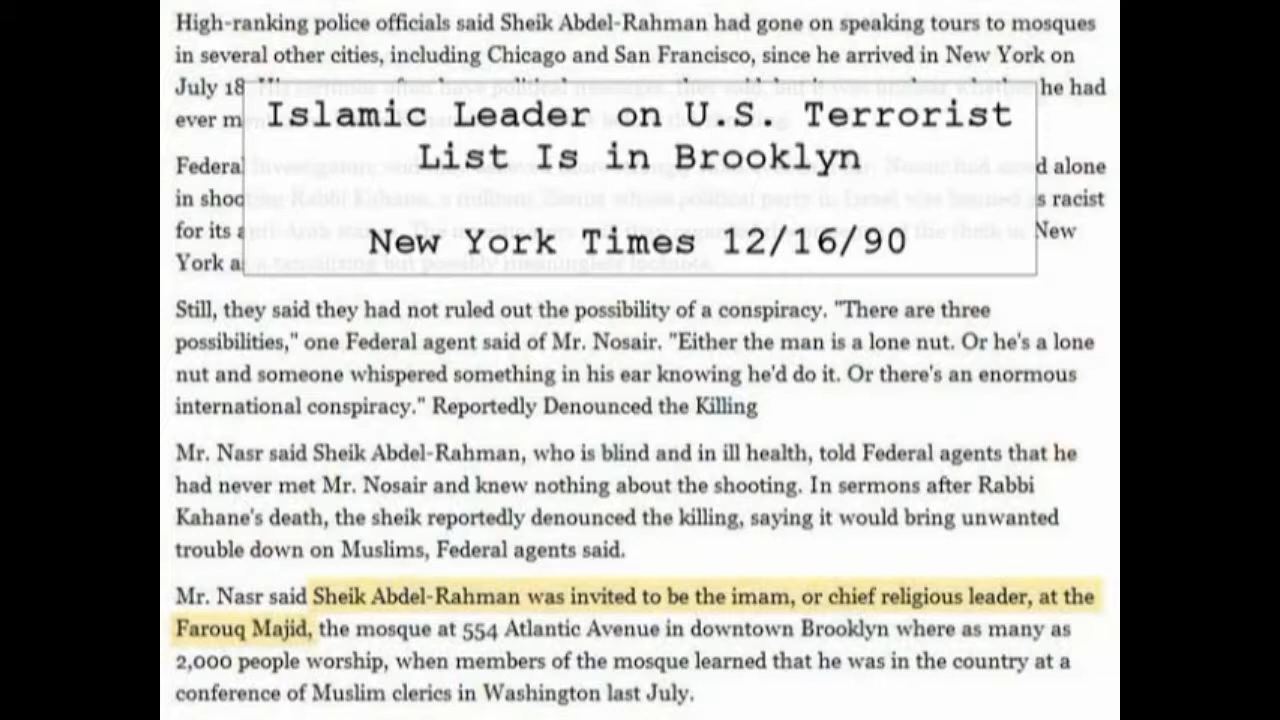 High-ranking police officials said Sheik Abdel-Rahman had gone on speaking tours to mosques
in several other cities, including Chicago and San Francisco, since he arrived in New York on
July 18 he had
ever m
Islamic Leader on U.S. Terrorist
List Is in Brooklyn
New York Times 12/16/90
Federal investigators d alone
in shooting Rabbi Kahane, a militant s racist
for its New
York a
Still, they said they had not ruled out the possibility of a conspiracy. "There are three
possibilities," one Federal agent said of Mr. Nosair. "Either the man is a lone nut. Or he's a lone
nut and someone whispered something in his ear knowing he'd do it. Or there's an enormous
international conspiracy." Reportedly Denounced the Killing
Mr. Nasr said Sheik Abdel-Rahman, who is blind and in ill health, told Federal agents that he
had never met Mr. Nosair and knew nothing about the shooting. In sermons after Rabbi
Kahane's death, the sheik reportedly denounced the killing, saying it would bring unwanted
trouble down on Muslims, Federal agents said.
Mr. Nasr said Sheik Abdel-Rahman was invited to be the imam, or chief religious leader, at the
Farouq Majid, the mosque at 554 Atlantic Avenue in downtown Brooklyn where as many as
2,000 people worship, when members of the mosque learned that he was in the country at a
conference of Muslim clerics in Washington last July.